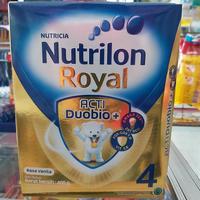 NUTRICIA
Nutrilon
Royal
ACTI
Duobio+
Rasa Vanila
4